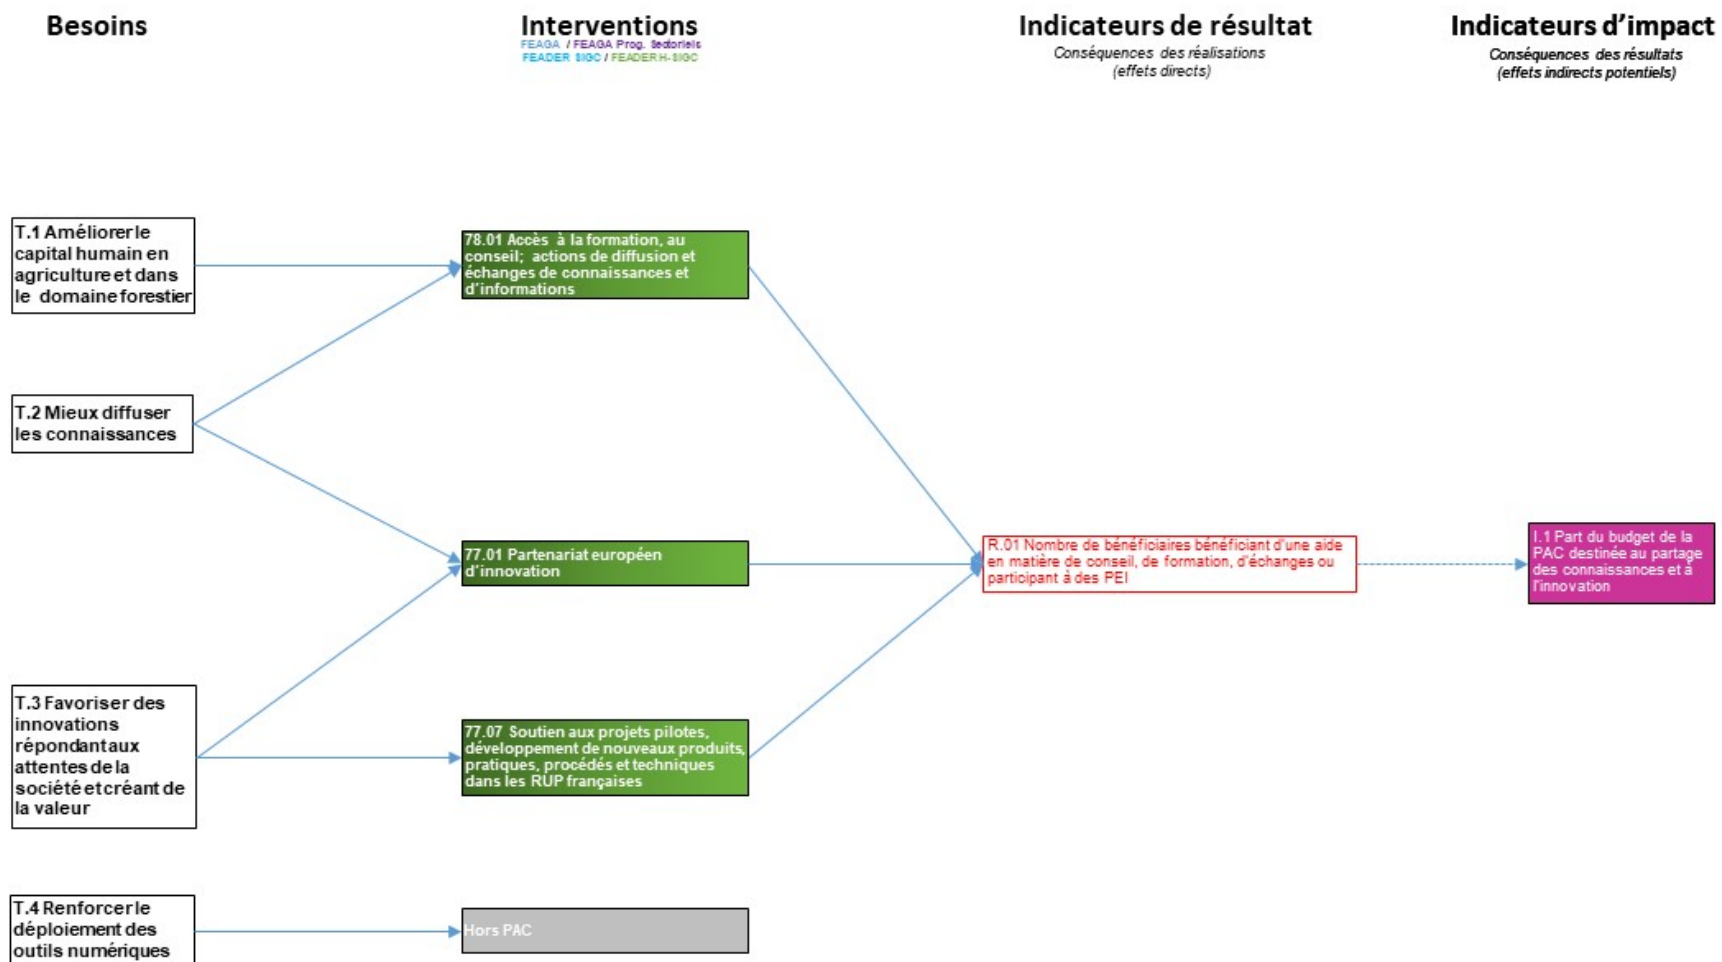 Besoins
Interventions
FEAGA / FEAGA Prog. Sectoriels
FEADER SIGC / FEADER H-SIGC
Indicateurs de résultat
Conséquences des réalisations
(effets directs)
Indicateurs d'impact
Conséquences des résultats
(effets indirects potentiels)
T.1 Améliorer le
capital humain en
agriculture et dans
le domaine forestier
78.01 Accès à la formation, au
conseil; actions de diffusion et
échanges de connaissances et
d'informations
T.2 Mieux diffuser
les connaissances
77.01 Partenariat européen
d'innovation
R.01 Nombre de bénéficiaires bénéficiant d'une aide
en matière de conseil, de formation, d'échanges ou
participant à des PEI
I.1 Part du budget de la
PAC destinée au partage
des connaissances et à
l'innovation
T.3 Favoriser des
innovations
répondant aux
attentes de la
société et créant de
la valeur
77.07 Soutien aux projets pilotes,
développement de nouveaux produits,
pratiques, procédés et techniques
dans les RUP françaises
T.4 Renforcer le
déploiement des
outils numériques
Hors PAC